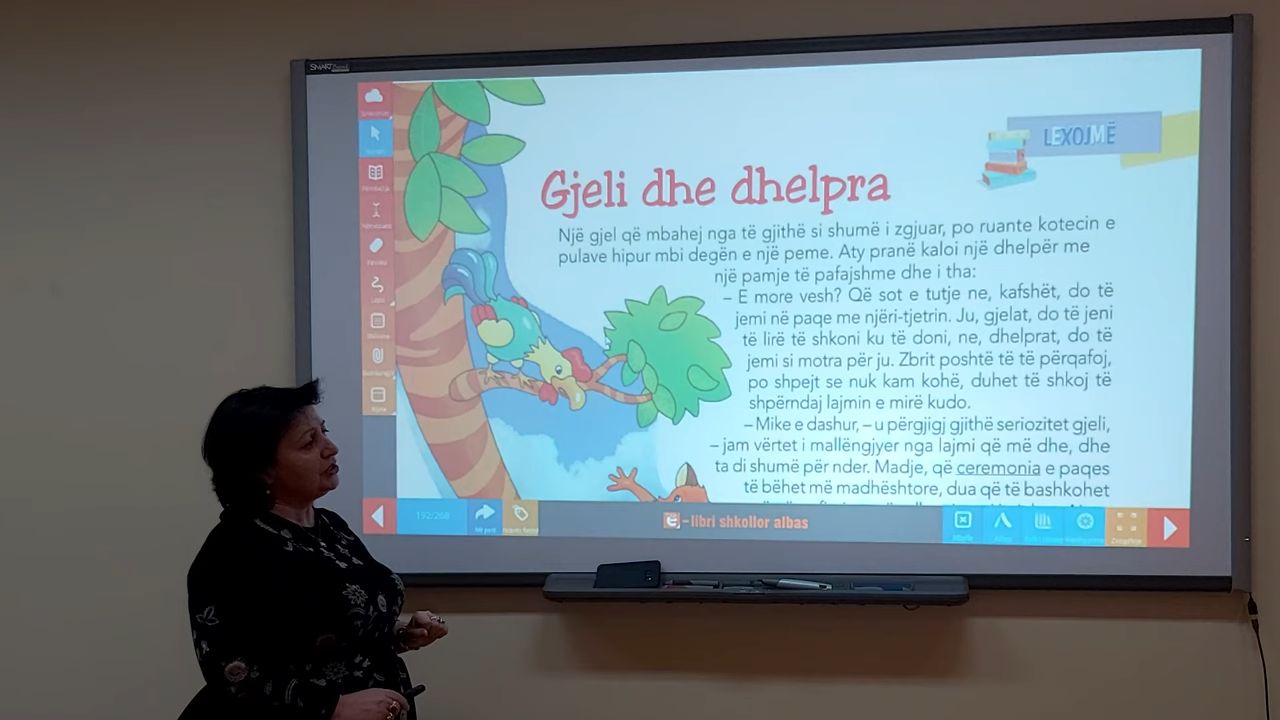 SMART
LEXOJMË
Gjeli dhe dhelpra
Një gjel që mbahej nga të gjithë si shumë i zgjuar, po ruante kotecin e
pulave hipur mbi degën e një peme. Aty pranë kaloi një dhelpër me
një pamje të pafajshme dhe i tha:
– E more vesh? Që sot e tutje ne, kafshët, do të
jemi në paqe me njëri-tjetrin. Ju, gjelat, do të jeni
të lirë të shkoni ku të doni, ne, dhelprat, do të
jemi si motra për ju. Zbrit poshtë të të përqafoj,
po shpejt se nuk kam kohë, duhet të shkoj të
shpërndaj lajmin e mirë kudo.
– Mike e dashur, – u përgjigj gjithë seriozitet gjeli,
– jam vërtet i mallëngjyer nga lajmi që më dhe, dhe
ta di shumë për nder. Madje, që ceremonia e paqes
të bëhet më madhështore, dua që të bashkohet
192/268
ë-libri shkollor albas